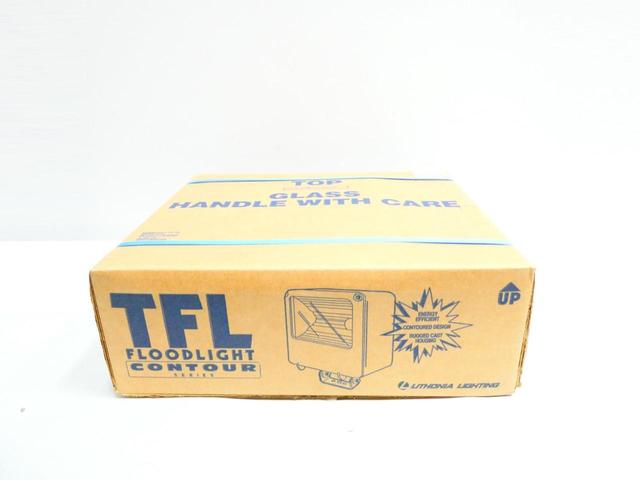 TOP
GLASS
HANDLE WITH CARE
TFL
FLOODLIGHT
CONTOUR
SERIES
ENERGY
EFFICIENT
CONTOURED DESIGN
RUGGED CAST
HOUSING
UP
LITHONIA LIGHTING